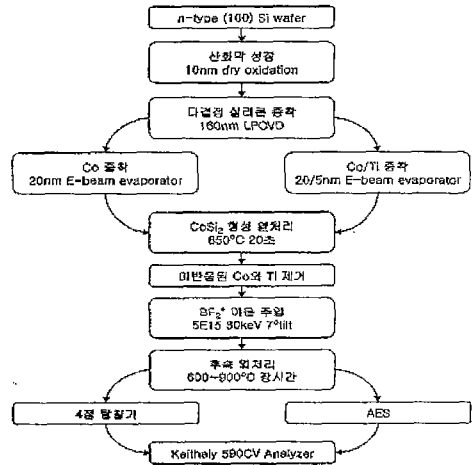 n-type (100) Si wafer
산화막 성장
10nm dry oxidation
다결정 실리콘 증착
160nm LPCVD
Co 증착
20nm E-beam evaporator
Co/Ti 증착
20/5nm E-beam evaporator
CoSi₂ 형성 열처리
650°C 20초
미반응된 Co와 Ti 제거
BF₂⁺ 이온 주입
5E15 30keV 7°tilt
후속 열처리
600~900°C 장시간
4점 탐침기
AES
Keithely 590CV Analyzer